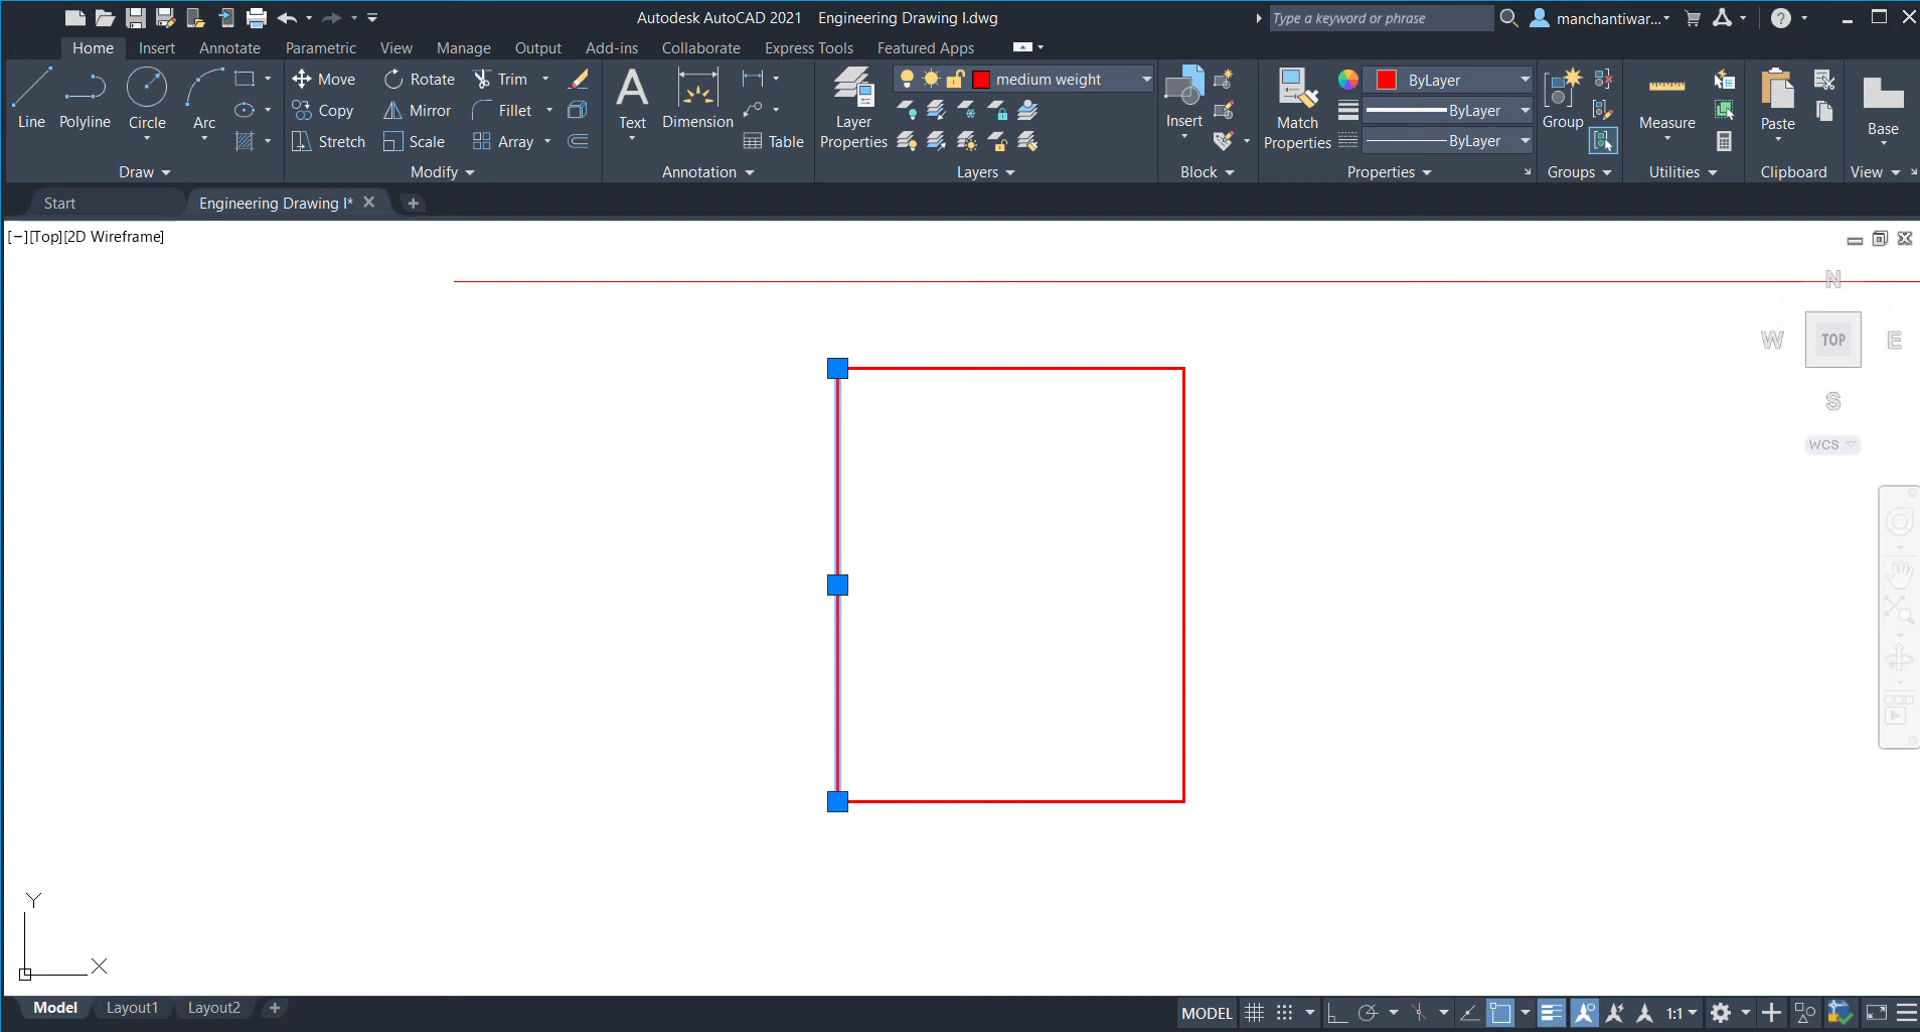 Autodesk AutoCAD 2021 Engineering Drawing I.dwg
Type a keyword or phrase
manchantiwar...
Home Insert Annotate Parametric View Manage Output Add-ins Collaborate Express Tools Featured Apps
Line
Polyline
Circle
Arc
Move
Copy
Stretch
Rotate
Mirror
Scale
Trim
Fillet
Array
A
Text
Dimension
Table
Layer
Properties
medium weight
Insert
Match
Properties
ByLayer
ByLayer
ByLayer
Group
Measure
Paste
Base
Draw Modify Annotation Layers Block Properties Groups Utilities Clipboard View
Start Engineering Drawing I*
[−][Top][2D Wireframe]
N
W TOP E
S
WCS
Y
X
Model Layout1 Layout2
MODEL 1:1